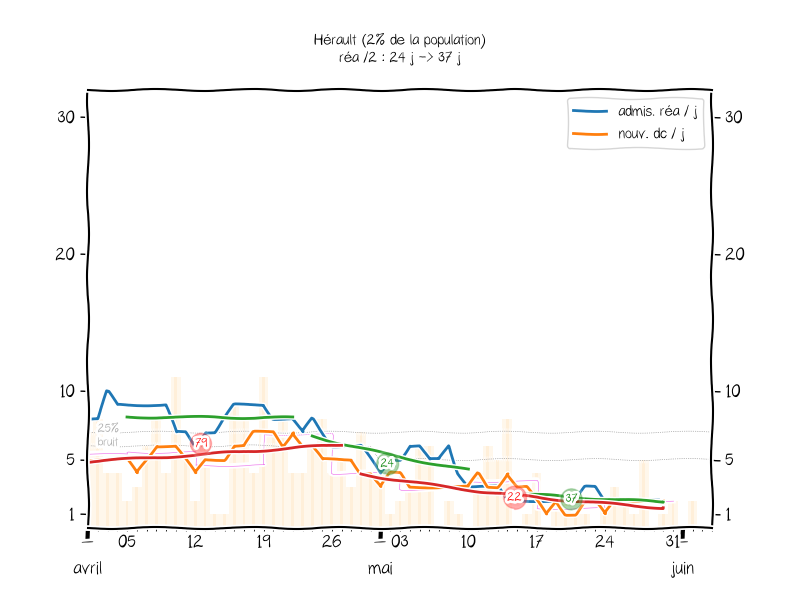 Hérault (2% de la population)
réa /2 : 24 j -> 37 j
admis. réa / j
nouv. dc / j
30
30
20
20
10
10
25%
bruit
79
5
5
24
22
37
1
1
05 12 19 26 03 10 17 24 31
avril mai juin